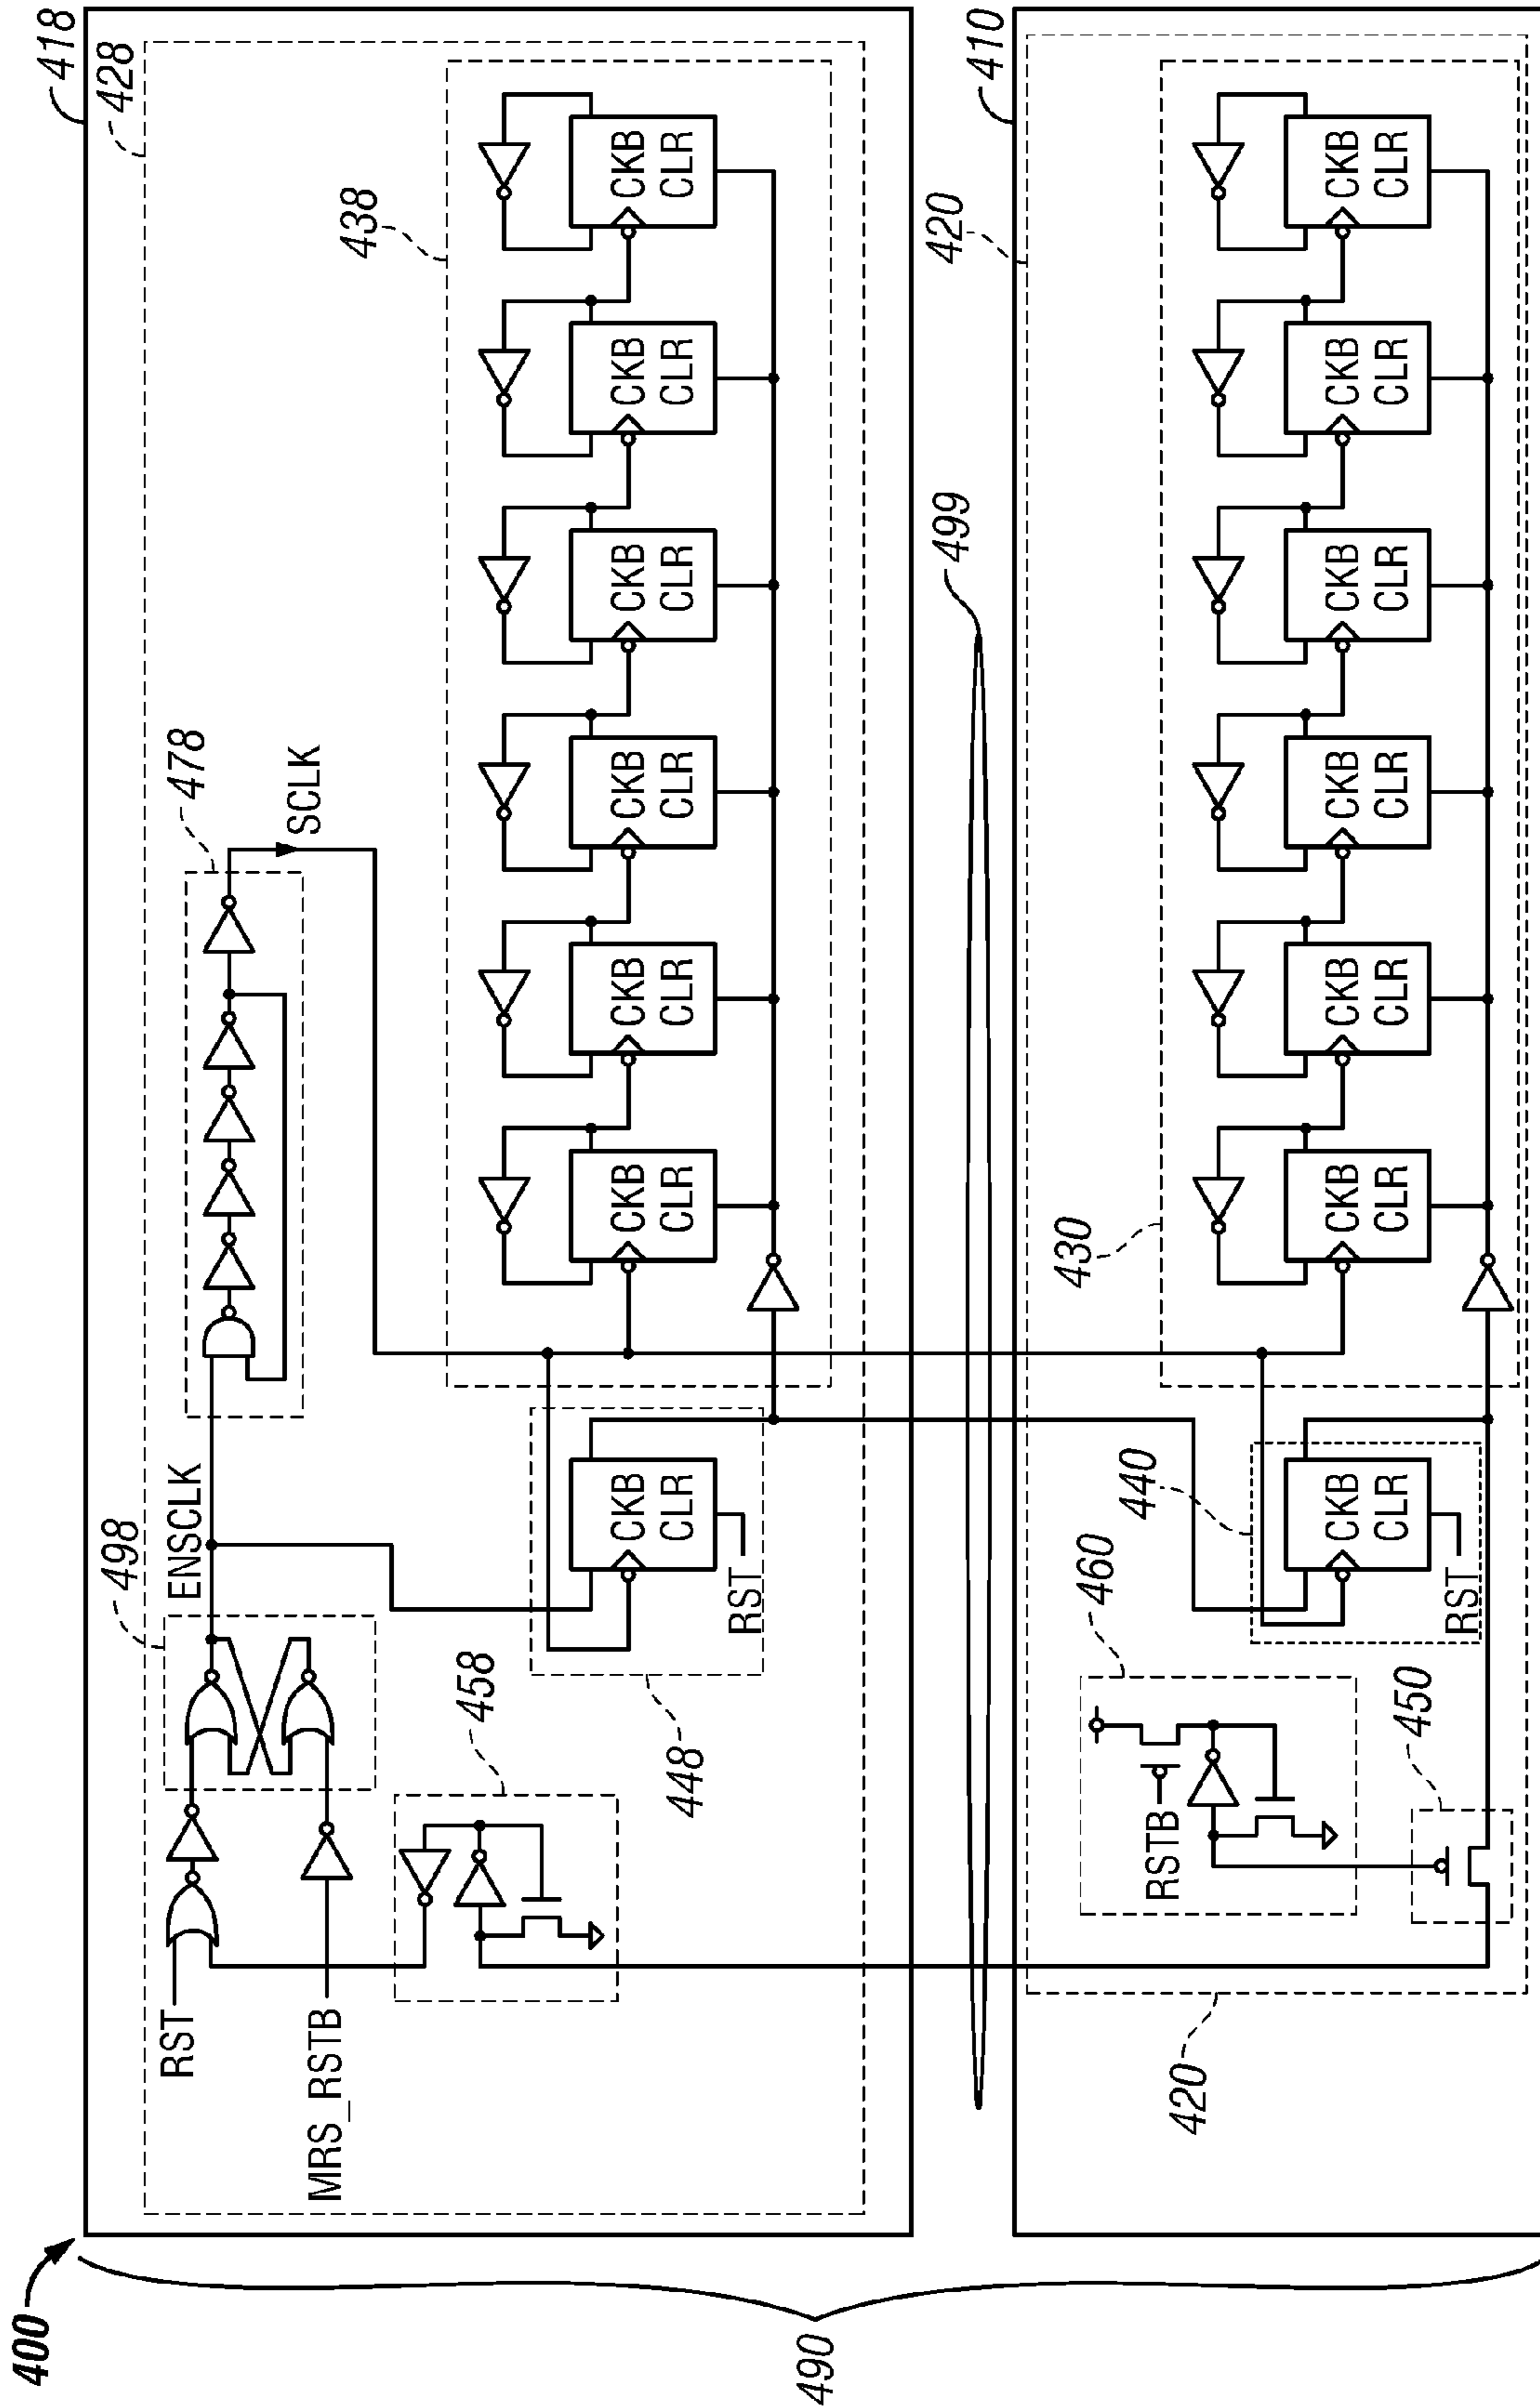 400
490
418
428
498
ENSCLK
478
SCLK
RST
MRS_RSTB
458
448
438
CKB
CLR
RST
CKB
CLR
CKB
CLR
CKB
CLR
CKB
CLR
CKB
CLR
CKB
CLR
499
410
420
420
460
RSTB
450
440
430
CKB
CLR
RST
CKB
CLR
CKB
CLR
CKB
CLR
CKB
CLR
CKB
CLR
CKB
CLR